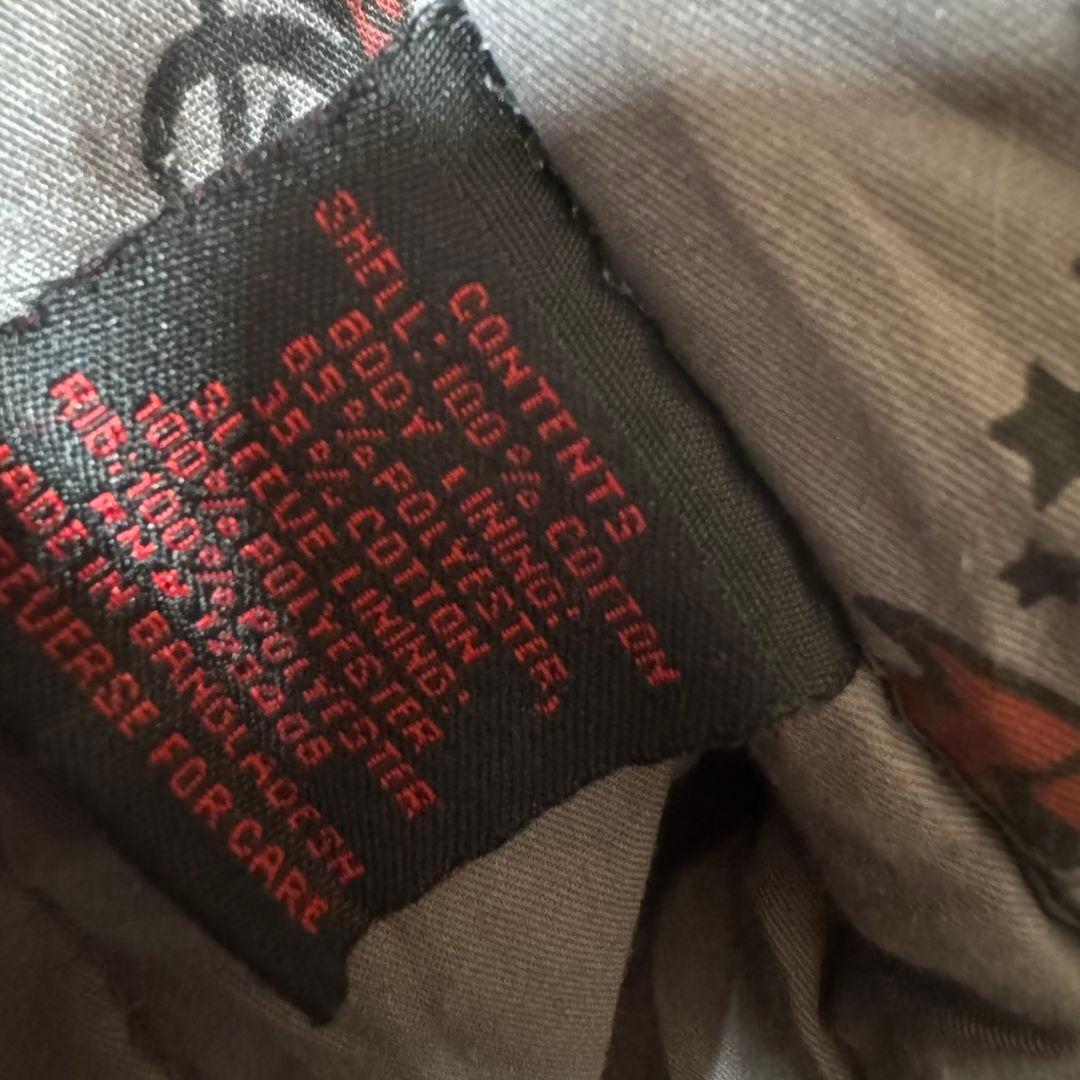 CONTENTS
SHELL: 100% COTTON
BODY LINING:
65% POLYESTER,
35% COTTON
SLEEVE LINING:
100% POLYESTER
RIB: 100% POLYESTER
RN#
MADE IN BANGLADESH
REVERSE FOR CARE